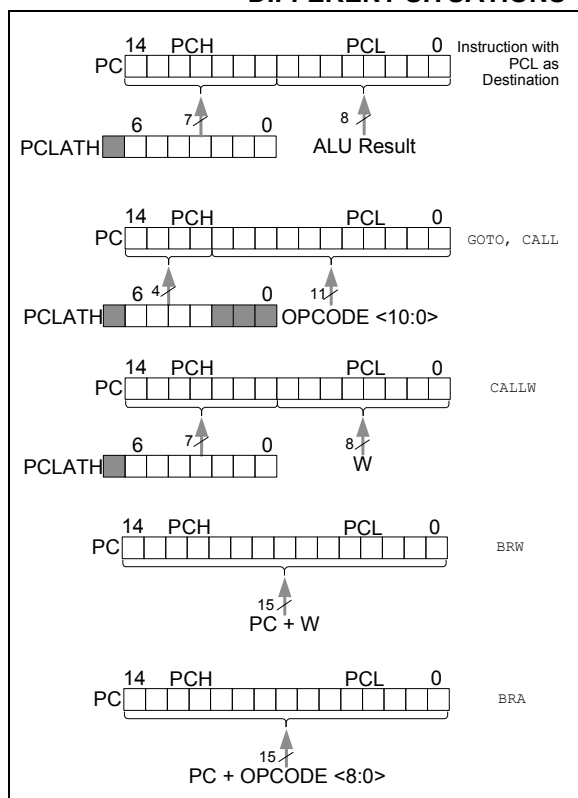 DIFFERENT SITUATIONS
14 PCH PCL 0
PC
Instruction with
PCL as
Destination
7 8
6 0
PCLATH
ALU Result
14 PCH PCL 0
PC
GOTO, CALL
4 11
6 0
PCLATH
OPCODE <10:0>
14 PCH PCL 0
PC
CALLW
7 8
6 0
PCLATH
W
14 PCH PCL 0
PC
BRW
15
PC + W
14 PCH PCL 0
PC
BRA
15
PC + OPCODE <8:0>